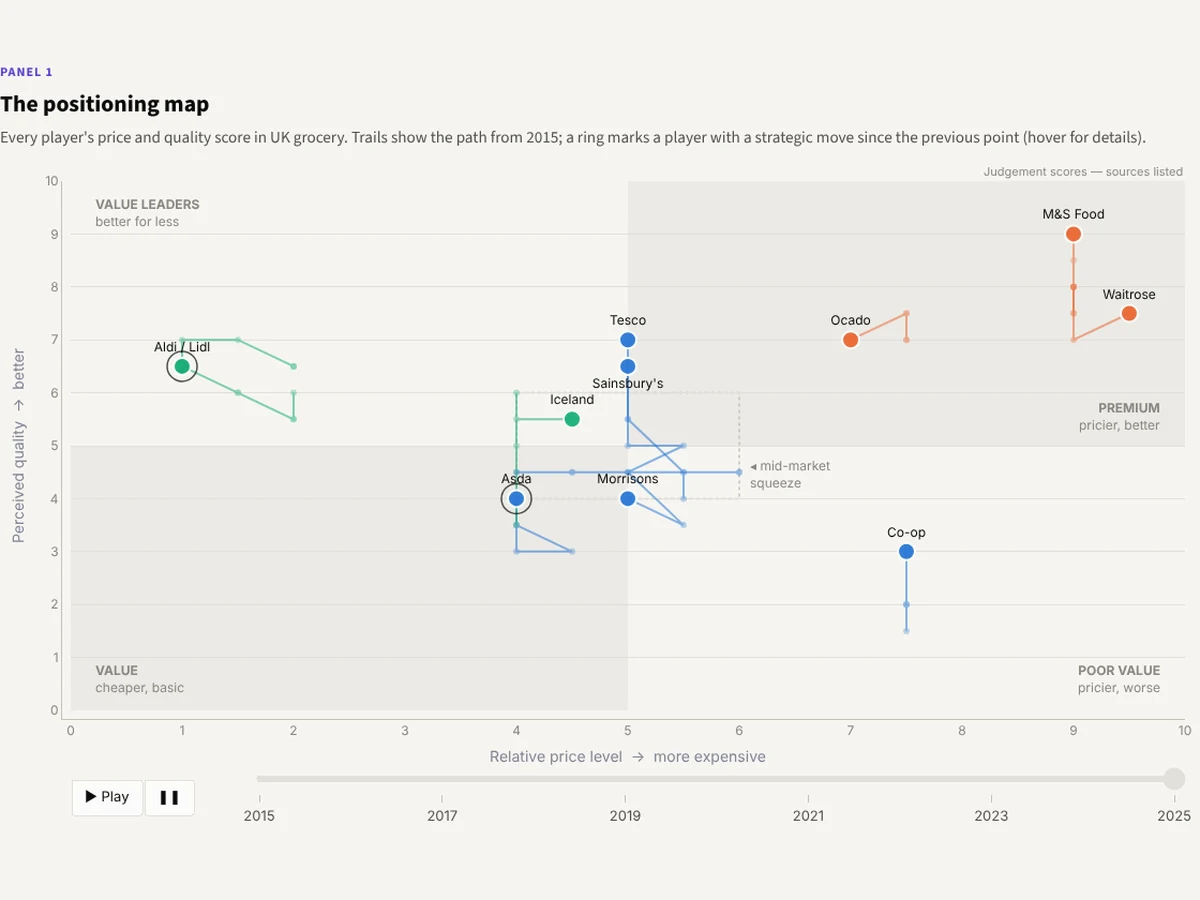 PANEL 1
The positioning map
Every player's price and quality score in UK grocery. Trails show the path from 2015; a ring marks a player with a strategic move since the previous point (hover for details).
Judgement scores — sources listed
10
VALUE LEADERS
better for less
M&S Food
9
8
Waitrose
Tesco
Ocado
7
Aldi / Lidl
Sainsbury's
6
Iceland
PREMIUM
pricier, better
5
◂ mid-market
squeeze
Asda
Morrisons
4
Co-op
3
2
1
VALUE
cheaper, basic
POOR VALUE
pricier, worse
0
Perceived quality → better
0 1 2 3 4 5 6 7 8 9 10
Relative price level → more expensive
▶ Play ❚❚
2015 2017 2019 2021 2023 2025